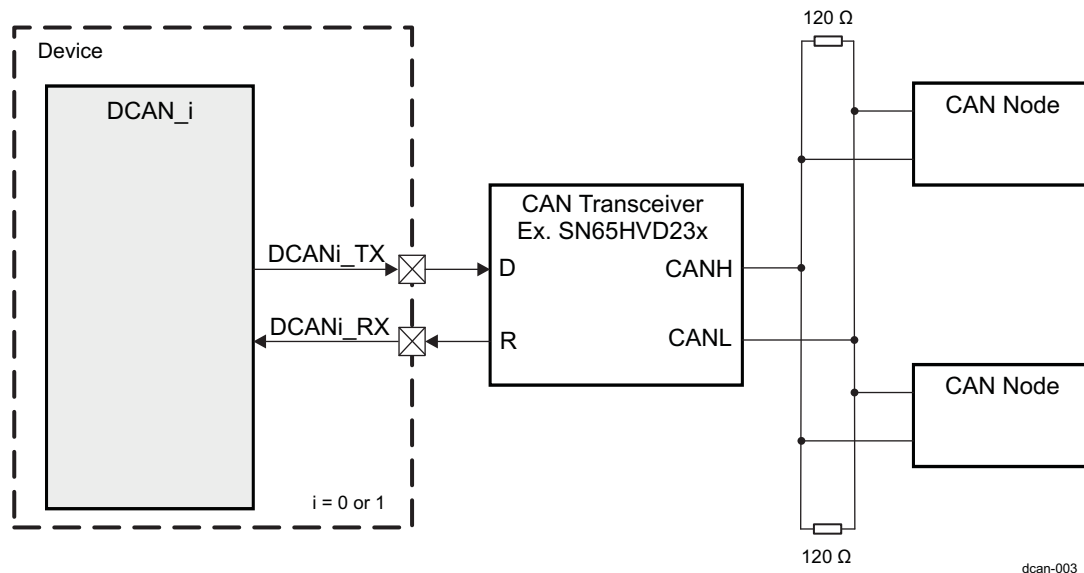 120 Ω
Device
DCAN_i
CAN Node
CAN Transceiver
Ex. SN65HVD23x
DCANi_TX
D
CANH
DCANi_RX
R
CANL
CAN Node
i = 0 or 1
120 Ω
dcan-003